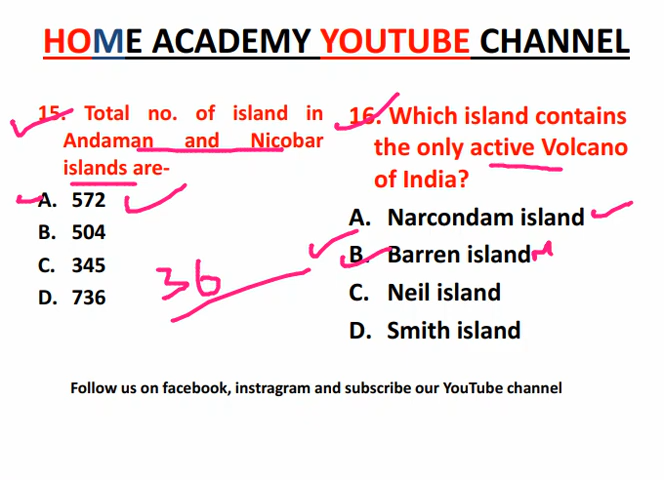 HOME ACADEMY YOUTUBE CHANNEL
15. Total no. of island in
Andaman and Nicobar
islands are-
A. 572
B. 504
C. 345
D. 736
36
16. Which island contains
the only active Volcano
of India?
A. Narcondam island
B. Barren island
C. Neil island
D. Smith island
Follow us on facebook, instragram and subscribe our YouTube channel